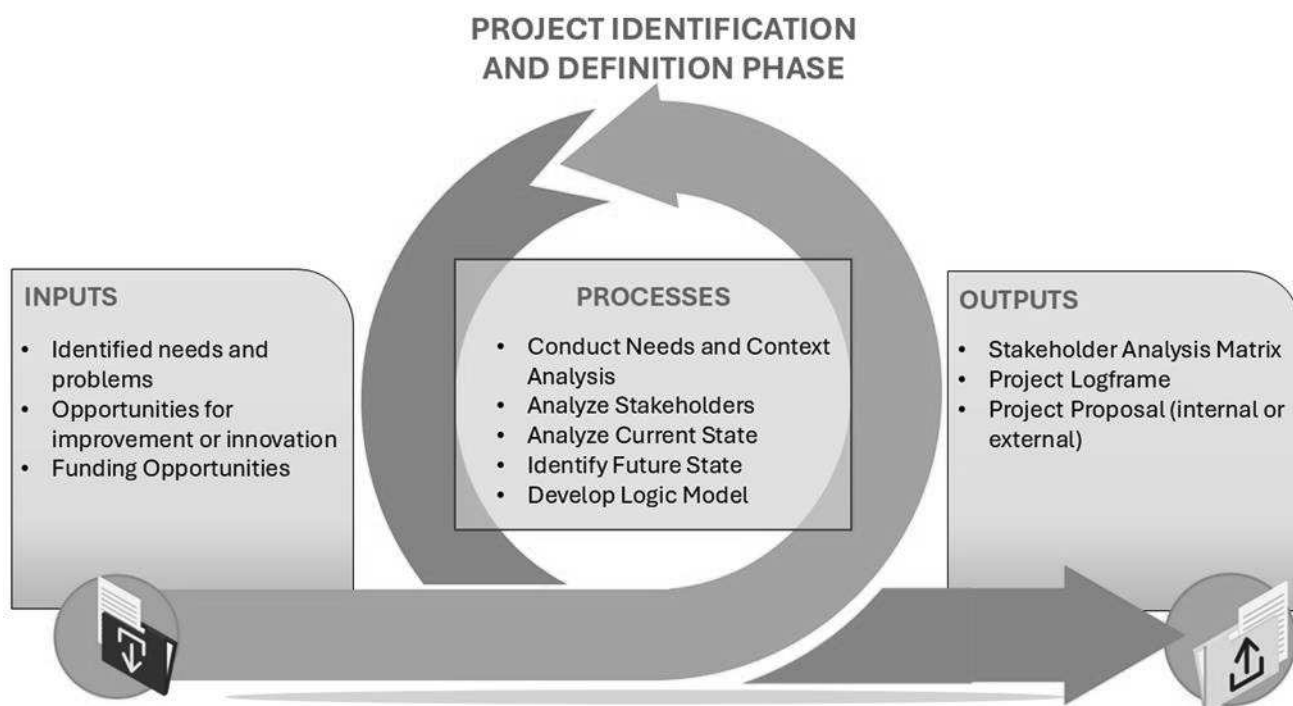 PROJECT IDENTIFICATION
AND DEFINITION PHASE
INPUTS
• Identified needs and
problems
• Opportunities for
improvement or innovation
• Funding Opportunities
PROCESSES
• Conduct Needs and Context
Analysis
• Analyze Stakeholders
• Analyze Current State
• Identify Future State
• Develop Logic Model
OUTPUTS
• Stakeholder Analysis Matrix
• Project Logframe
• Project Proposal (internal or
external)